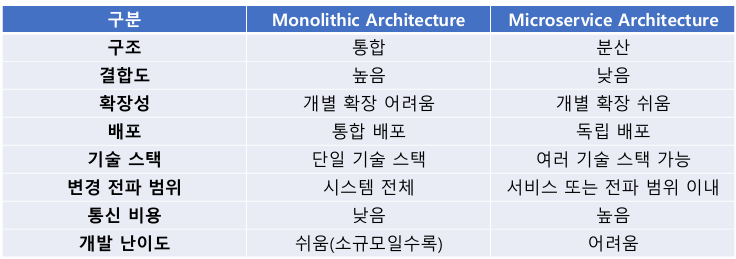 구분 Monolithic Architecture Microservice Architecture
구조 통합 분산
결합도 높음 낮음
확장성 개별 확장 어려움 개별 확장 쉬움
배포 통합 배포 독립 배포
기술 스택 단일 기술 스택 여러 기술 스택 가능
변경 전파 범위 시스템 전체 서비스 또는 전파 범위 이내
통신 비용 낮음 높음
개발 난이도 쉬움(소규모일수록) 어려움